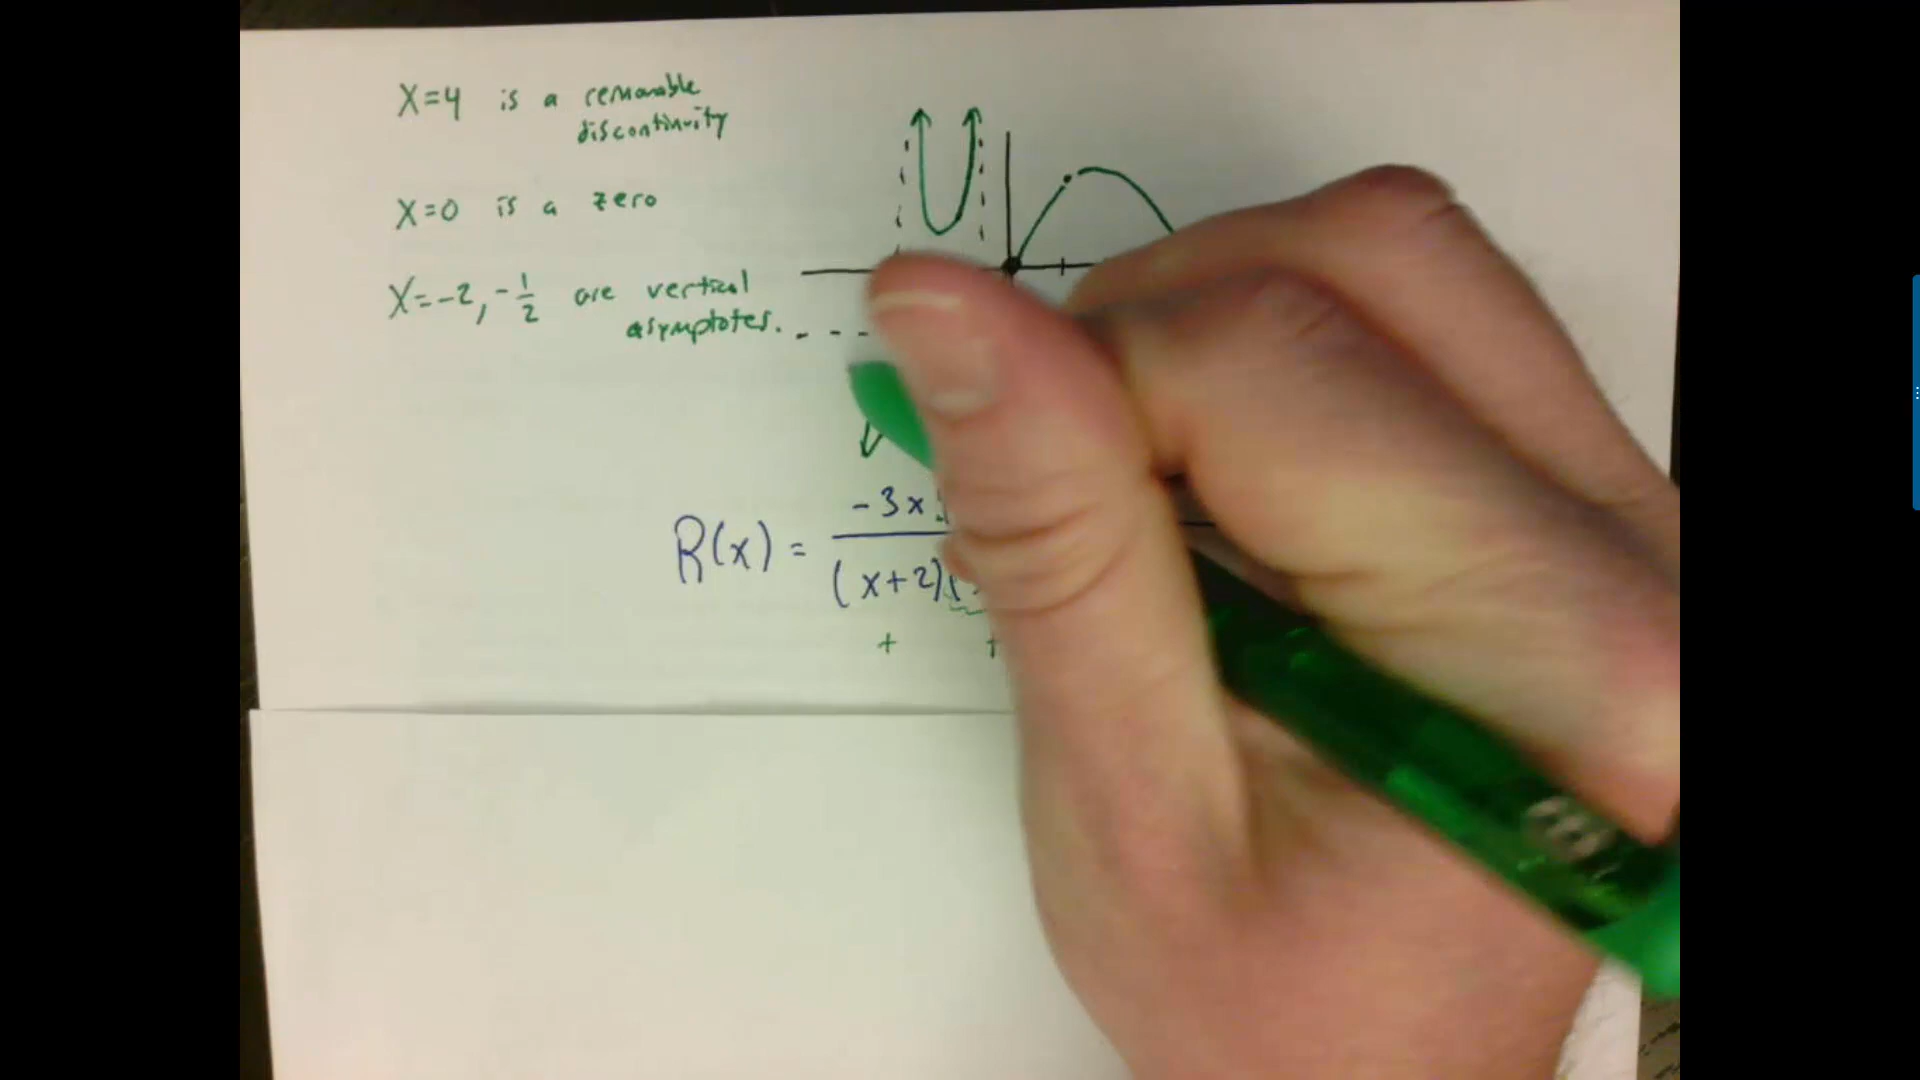 X=4 is a removable
discontinuity
X=0 is a zero
X=-2, -1/2 are vertical
asymptotes.
R(x) = -3x
(x+2)(
+ +